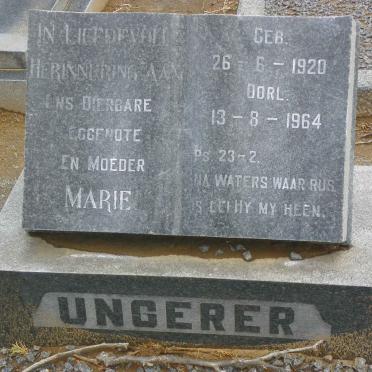 IN LIEFDEVOLLE
HERINNERING AAN
ONS DIERBARE
EGGENOTE
EN MOEDER
MARIE
GEB.
26-6-1920
OORL.
13-8-1964
PS. 23-2.
NA WATERS WAAR RUS
IS LEI HY MY HEEN.
UNGERER